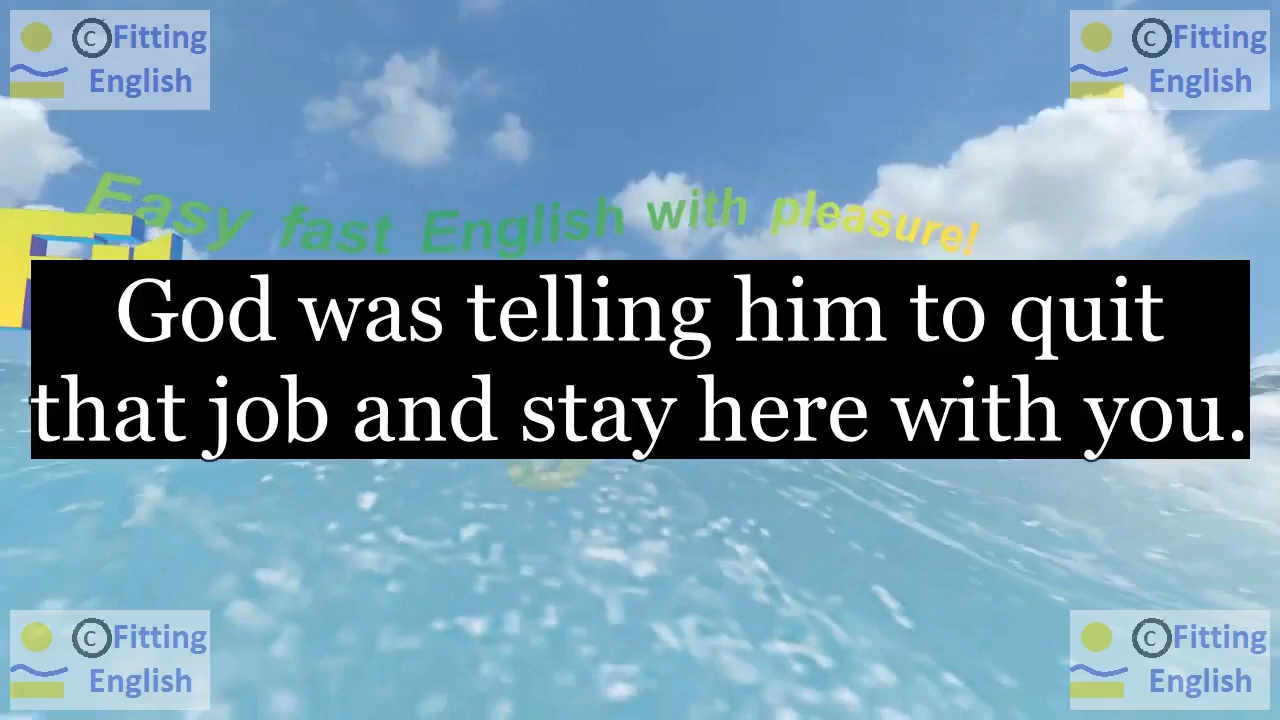 © Fitting
English
© Fitting
English
Easy fast English with pleasure!
God was telling him to quit
that job and stay here with you.
© Fitting
English
© Fitting
English